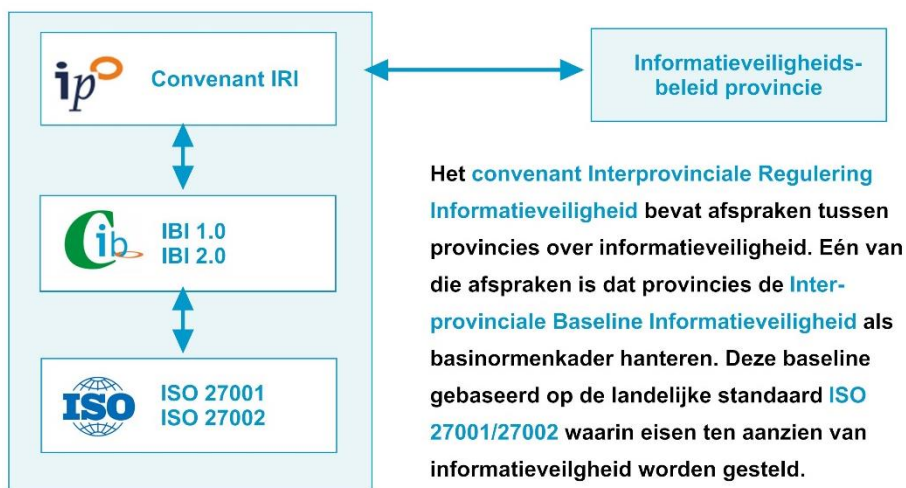 ipo
Convenant IRI
Informatieveiligheids-
beleid provincie
Cib
IBI 1.0
IBI 2.0
ISO
ISO 27001
ISO 27002
Het convenant Interprovinciale Regulering
Informatieveiligheid bevat afspraken tussen
provincies over informatieveiligheid. Eén van
die afspraken is dat provincies de Inter-
provinciale Baseline Informatieveiligheid als
basinormenkader hanteren. Deze baseline
gebaseerd op de landelijke standaard ISO
27001/27002 waarin eisen ten aanzien van
informatieveilgheid worden gesteld.